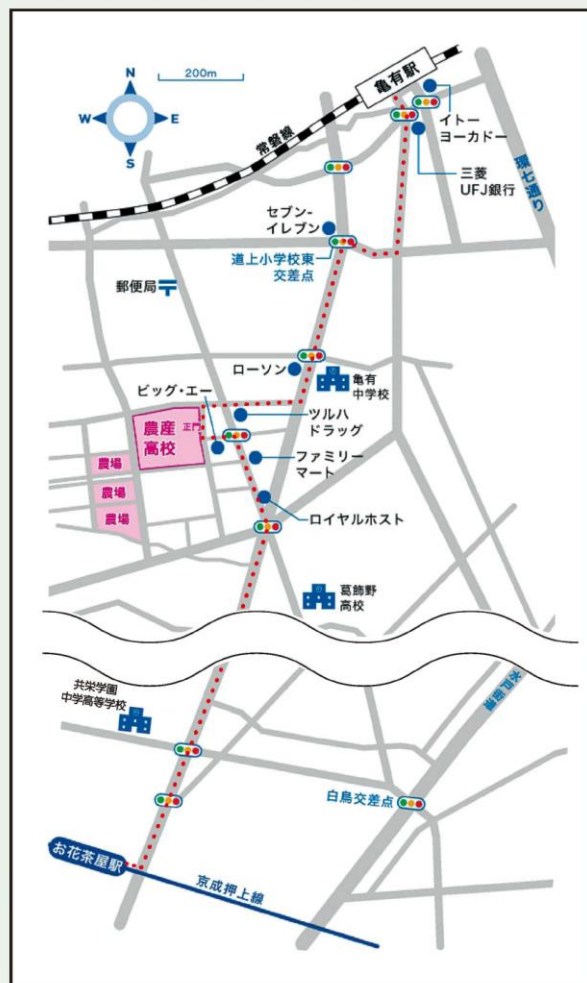 N
W
E
S
200m
亀有駅
常磐線
イトー
ヨーカドー
三菱
UFJ銀行
環七通り
セブン-
イレブン
道上小学校東
交差点
郵便局
ローソン
亀有
中学校
ビッグ・エー
ツルハ
ドラッグ
農産
高校
正門
ファミリー
マート
農場
農場
農場
ロイヤルホスト
葛飾野
高校
共栄学園
中学高等学校
水戸街道
白鳥交差点
お花茶屋駅
京成押上線